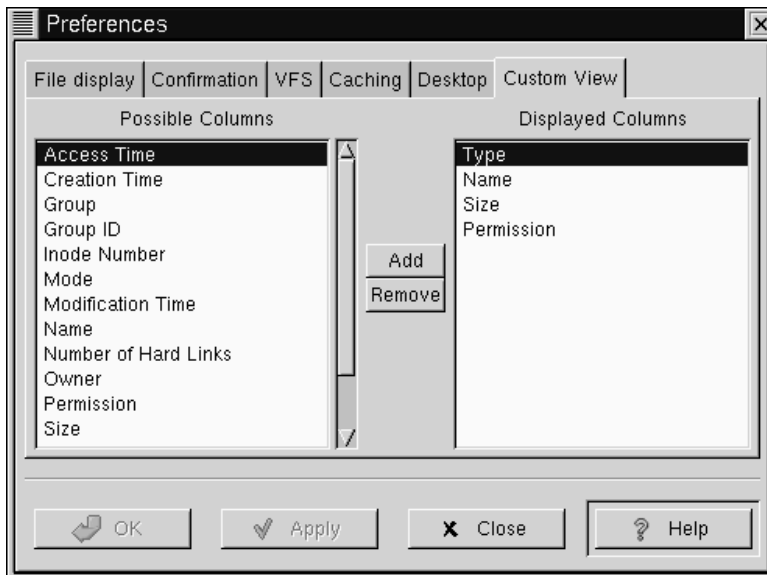 Preferences
File display Confirmation VFS Caching Desktop Custom View
Possible Columns
Access Time
Creation Time
Group
Group ID
Inode Number
Mode
Modification Time
Name
Number of Hard Links
Owner
Permission
Size
Add
Remove
Displayed Columns
Type
Name
Size
Permission
OK Apply Close Help